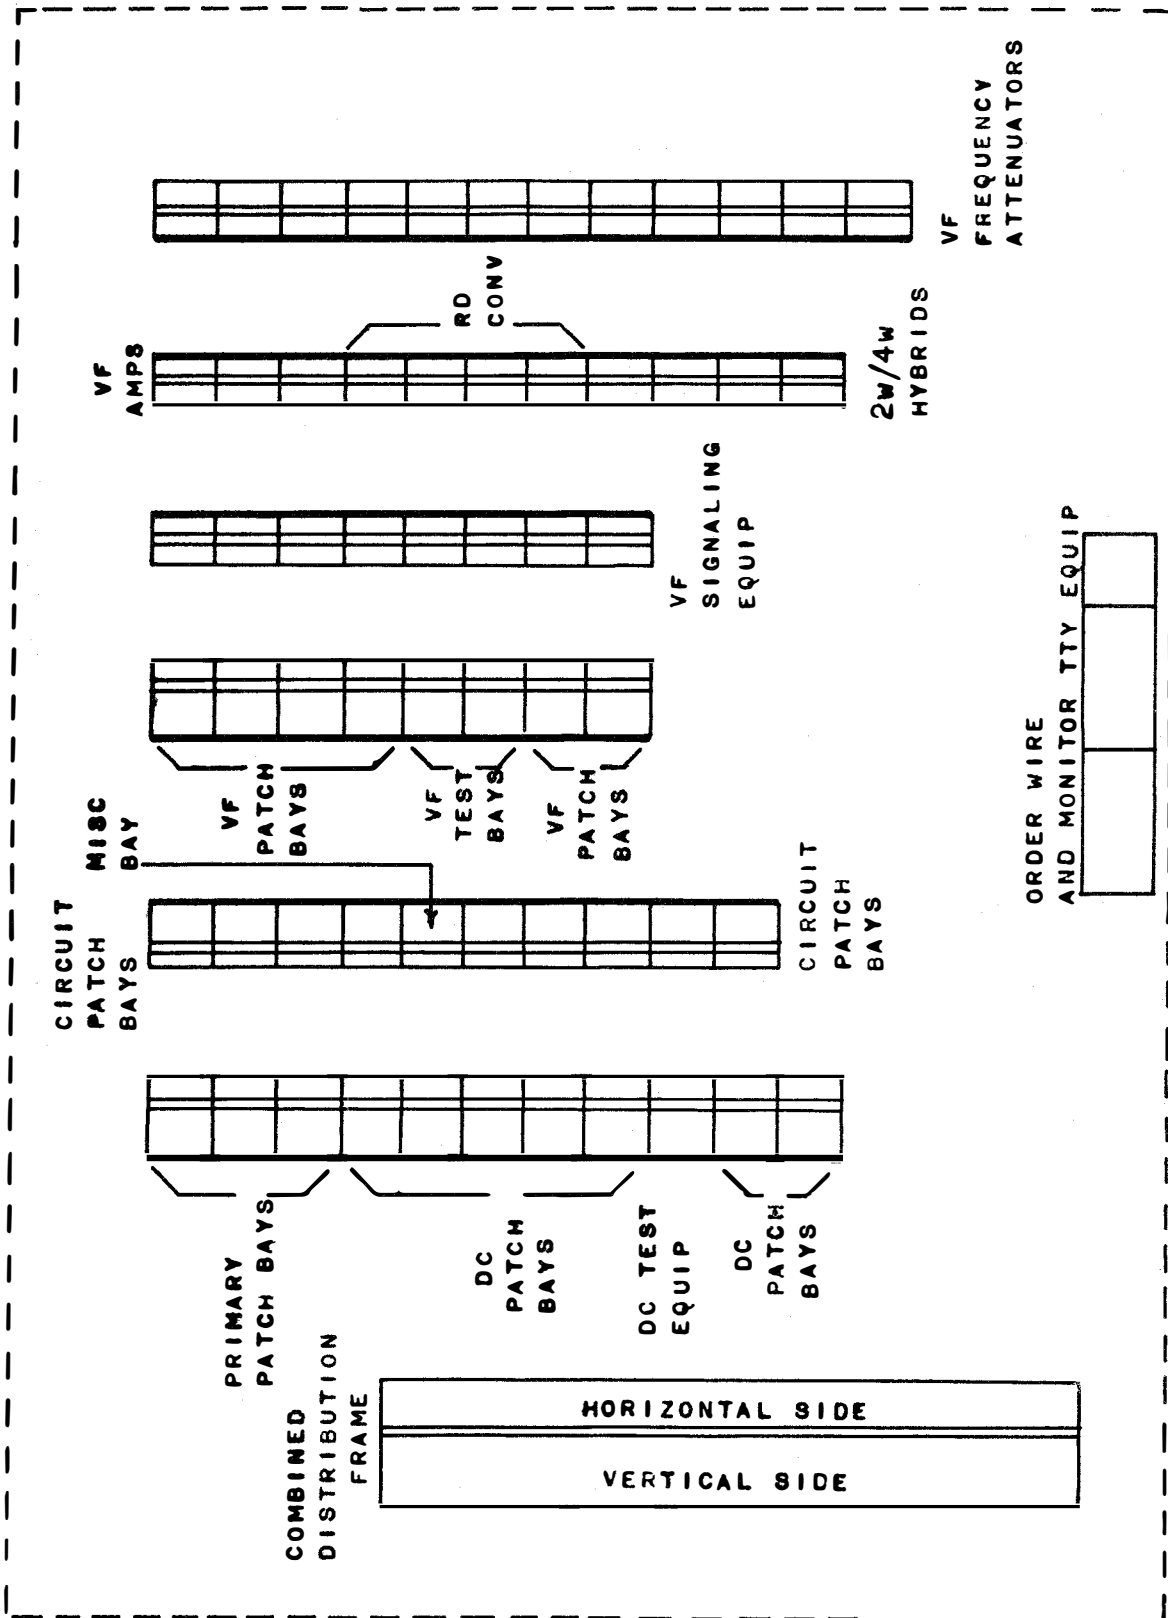 VF
FREQUENCY
ATTENUATORS
RD
CONV
VF
AMPS
2W/4W
HYBRIDS
VF
SIGNALING
EQUIP
VF
PATCH
BAYS
VF
TEST
BAYS
VF
PATCH
BAYS
ORDER WIRE
AND MONITOR TTY EQUIP
MISC
BAY
CIRCUIT
PATCH
BAYS
CIRCUIT
PATCH
BAYS
PRIMARY
PATCH BAYS
DC
PATCH
BAYS
DC TEST
EQUIP
DC
PATCH
BAYS
COMBINED
DISTRIBUTION
FRAME
HORIZONTAL SIDE
VERTICAL SIDE